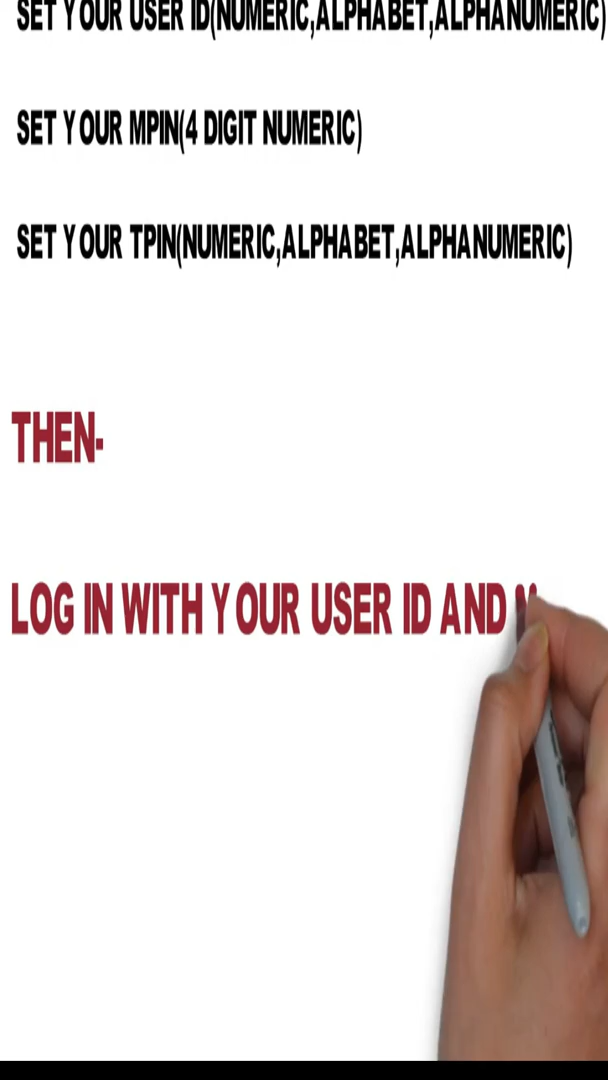 SET YOUR USER ID(NUMERIC,ALPHABET,ALPHANUMERIC)
SET YOUR MPIN(4 DIGIT NUMERIC)
SET YOUR TPIN(NUMERIC,ALPHABET,ALPHANUMERIC)
THEN-
LOG IN WITH YOUR USER ID AND